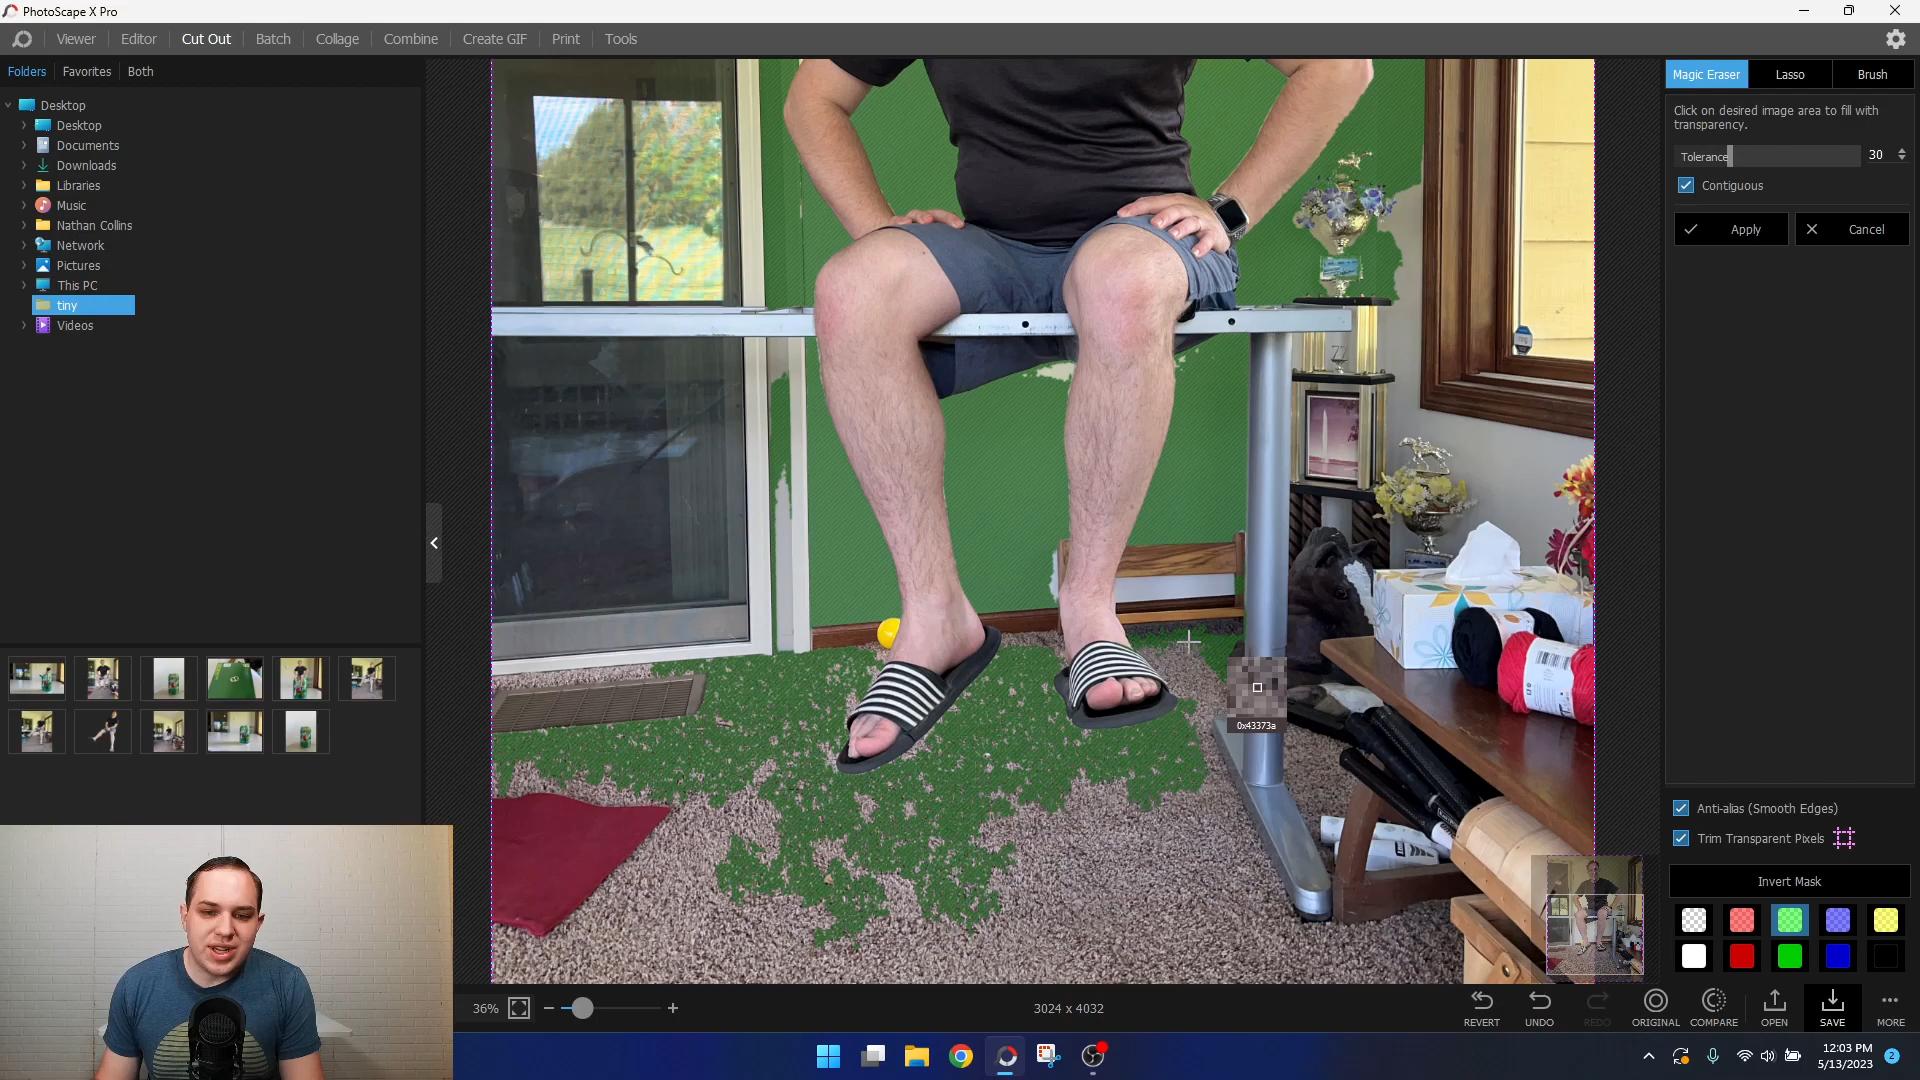 PhotoScape X Pro
Viewer
Editor
Cut Out
Batch
Collage
Combine
Create GIF
Print
Tools
Folders
Favorites
Both
Desktop
Desktop
Documents
Downloads
Libraries
Music
Nathan Collins
Network
Pictures
This PC
tiny
Videos
Magic Eraser
Lasso
Brush
Click on desired image area to fill with
transparency.
Tolerance
30
Contiguous
Apply
Cancel
0x43373a
Anti-alias (Smooth Edges)
Trim Transparent Pixels
Invert Mask
36%
3024 x 4032
REVERT
UNDO
REDO
ORIGINAL
COMPARE
OPEN
SAVE
MORE
12:03 PM
5/13/2023
2